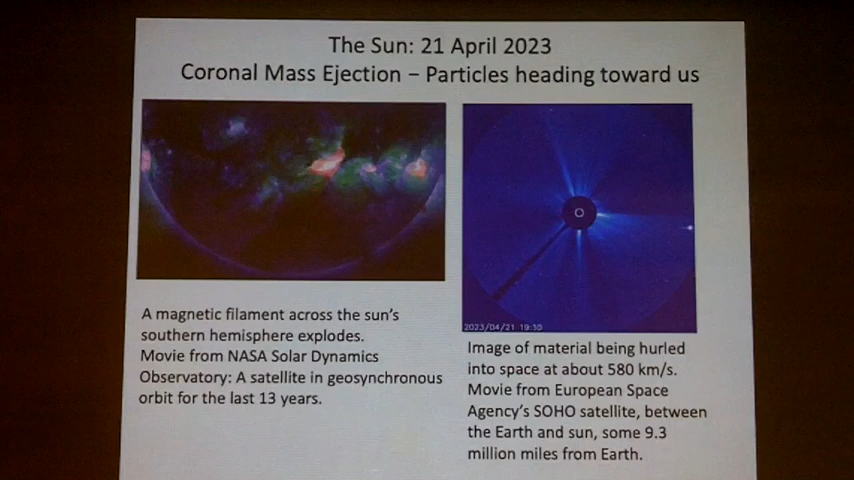 The Sun: 21 April 2023
Coronal Mass Ejection – Particles heading toward us
A magnetic filament across the sun's
southern hemisphere explodes.
Movie from NASA Solar Dynamics
Observatory: A satellite in geosynchronous
orbit for the last 13 years.
2023/04/21 19:30
Image of material being hurled
into space at about 580 km/s.
Movie from European Space
Agency's SOHO satellite, between
the Earth and sun, some 9.3
million miles from Earth.